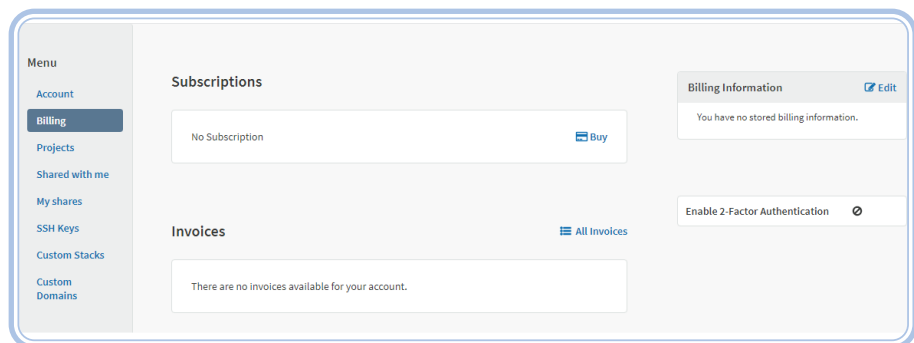 Menu
Account
Billing
Projects
Shared with me
My shares
SSH Keys
Custom Stacks
Custom
Domains
Subscriptions
No Subscription
Buy
Invoices
All Invoices
There are no invoices available for your account.
Billing Information
Edit
You have no stored billing information.
Enable 2-Factor Authentication